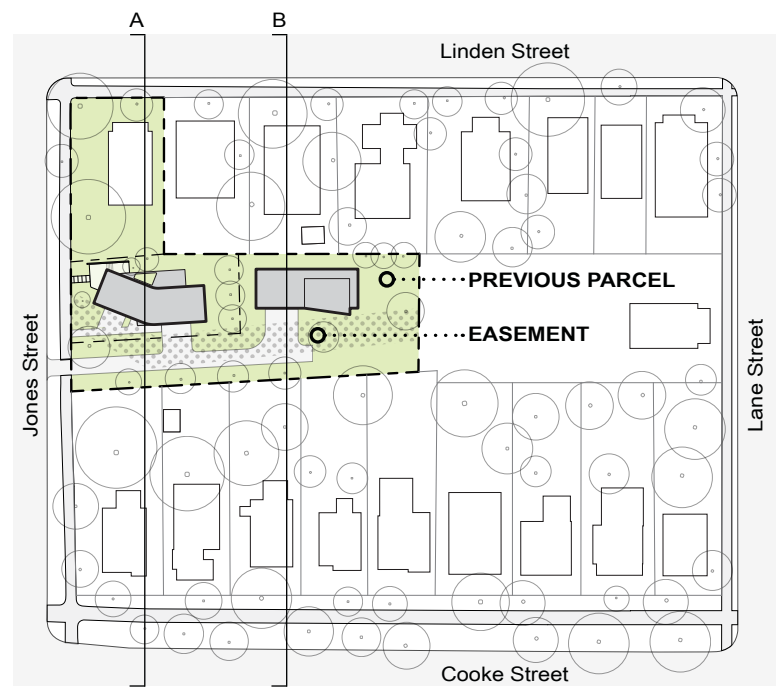 A
B
Linden Street
PREVIOUS PARCEL
EASEMENT
Jones Street
Lane Street
Cooke Street